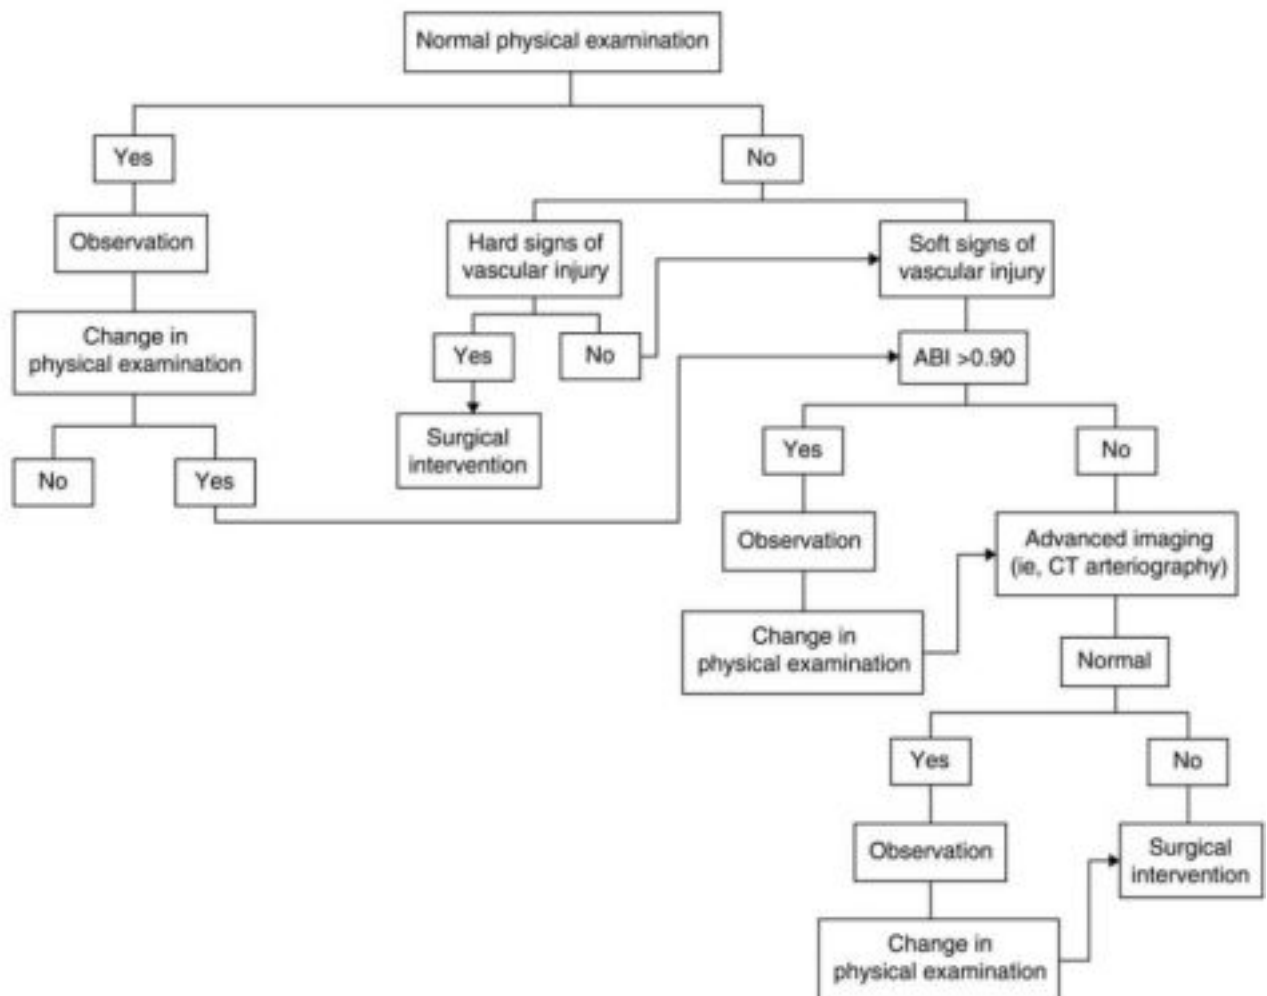 Normal physical examination
Yes
No
Observation
Hard signs of
vascular injury
Soft signs of
vascular injury
Change in
physical examination
Yes
No
ABI >0.90
Surgical
intervention
No
Yes
Yes
No
Observation
Advanced imaging
(ie, CT arteriography)
Change in
physical examination
Normal
Yes
No
Observation
Surgical
intervention
Change in
physical examination